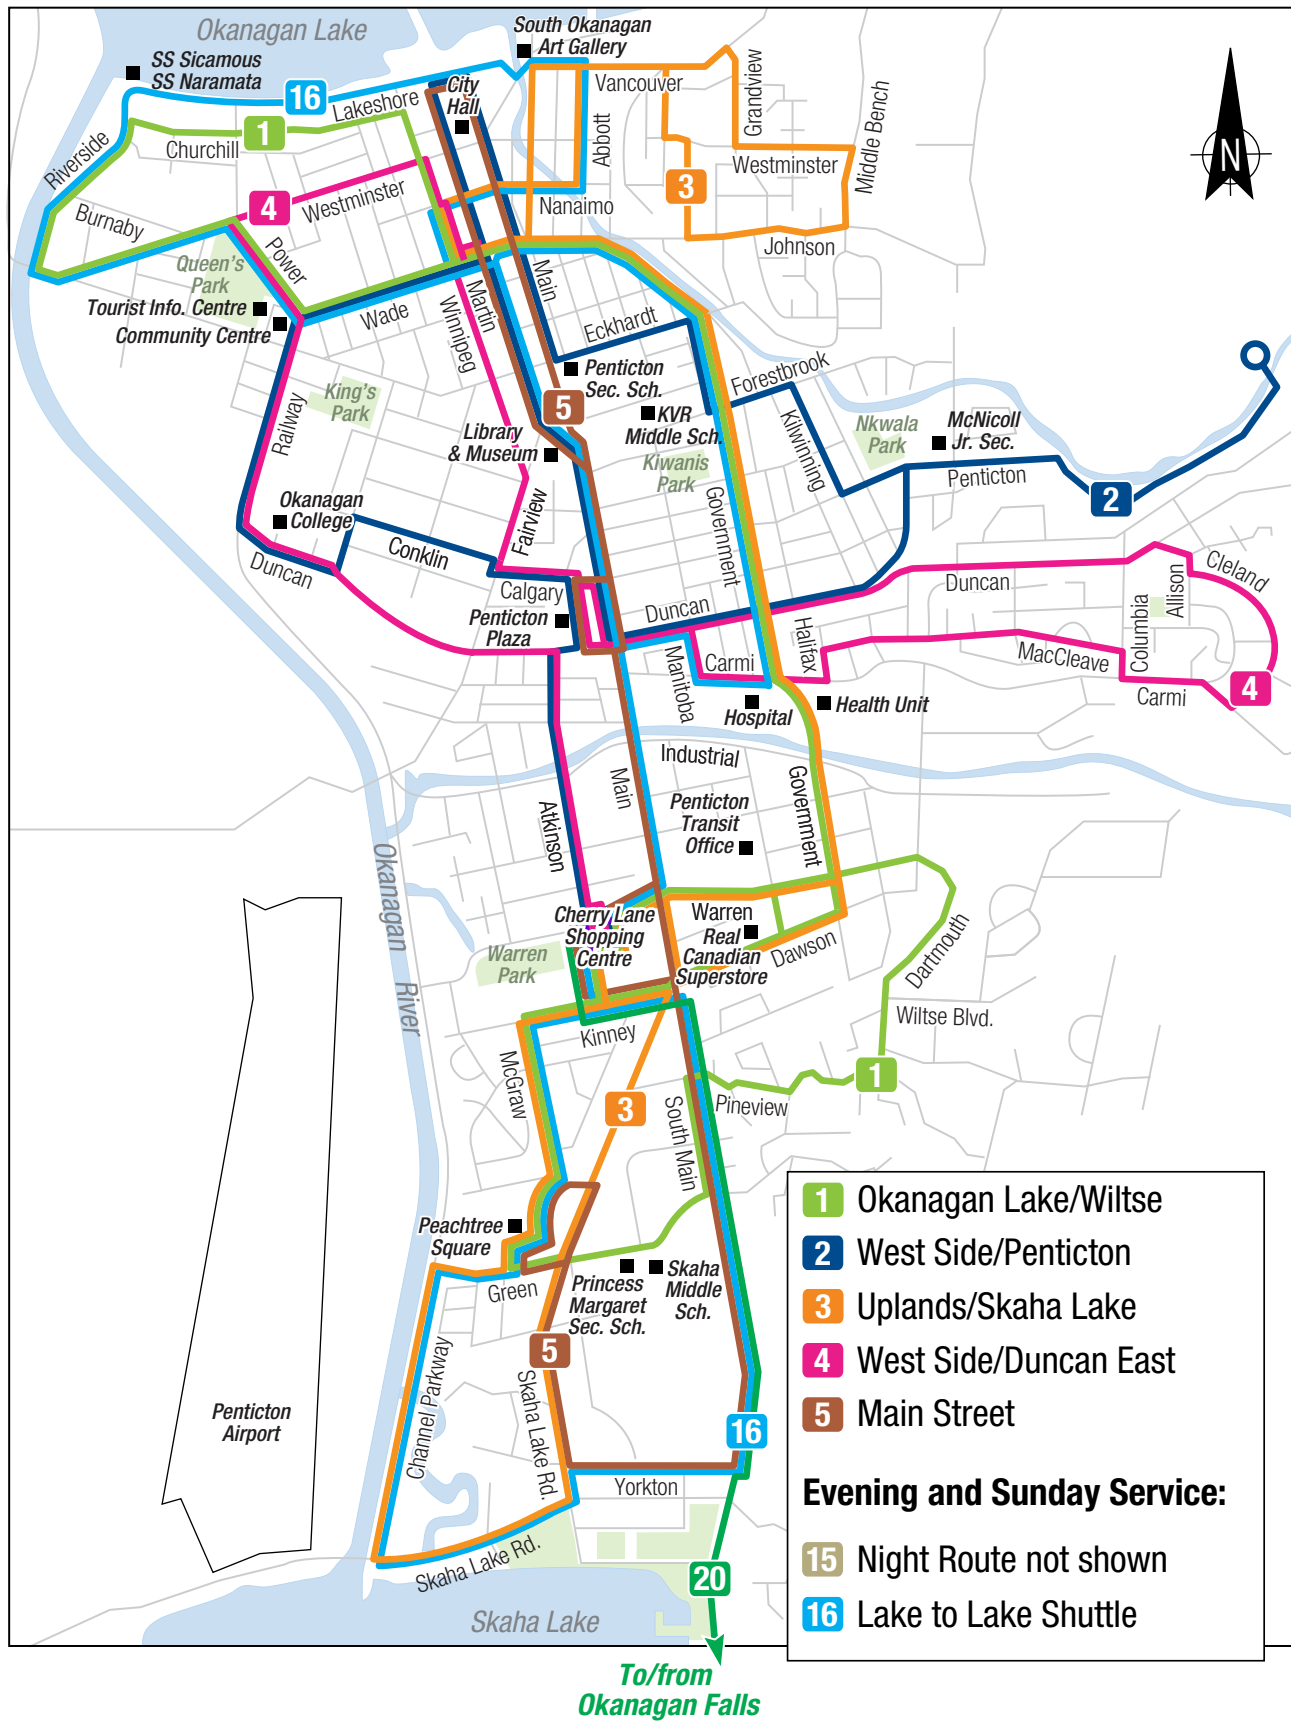 Okanagan Lake
South Okanagan
Art Gallery
SS Sicamous
SS Naramata
16
Lakeshore
City
Hall
Vancouver
Grandview
Middle Bench
1
Churchill
Riverside
Abbott
Westminster
N
3
4
Westminster
Nanaimo
Burnaby
Power
Johnson
Queen's
Park
Tourist Info. Centre
Community Centre
Wade
Winnipeg
Martin
Main
Eckhardt
Penticton
Sec. Sch.
Forestbrook
King's
Park
5
KVR
Middle Sch.
Kilwinning
Nkwala
Park
McNicoll
Jr. Sec.
Railway
Library
& Museum
Kiwanis
Park
Penticton
2
Okanagan
College
Fairview
Government
Conklin
Duncan
Calgary
Penticton
Plaza
Duncan
Duncan
Cleland
Allison
Columbia
Halifax
Manitoba
Carmi
MacCleave
Carmi
4
Hospital
Health Unit
Industrial
Main
Government
Penticton
Transit
Office
Atkinson
Okanagan
River
Cherry Lane
Shopping
Centre
Warren
Real
Canadian
Superstore
Dawson
Dartmouth
Warren
Park
Wiltse Blvd.
Kinney
McGraw
1
3
South Main
Pineview
Peachtree
Square
Green
Princess
Margaret
Sec. Sch.
Skaha
Middle
Sch.
5
Channel Parkway
Skaha Lake Rd.
Penticton
Airport
16
Yorkton
Skaha Lake Rd.
20
Skaha Lake
To/from
Okanagan Falls
1 Okanagan Lake/Wiltse
2 West Side/Penticton
3 Uplands/Skaha Lake
4 West Side/Duncan East
5 Main Street
Evening and Sunday Service:
15 Night Route not shown
16 Lake to Lake Shuttle